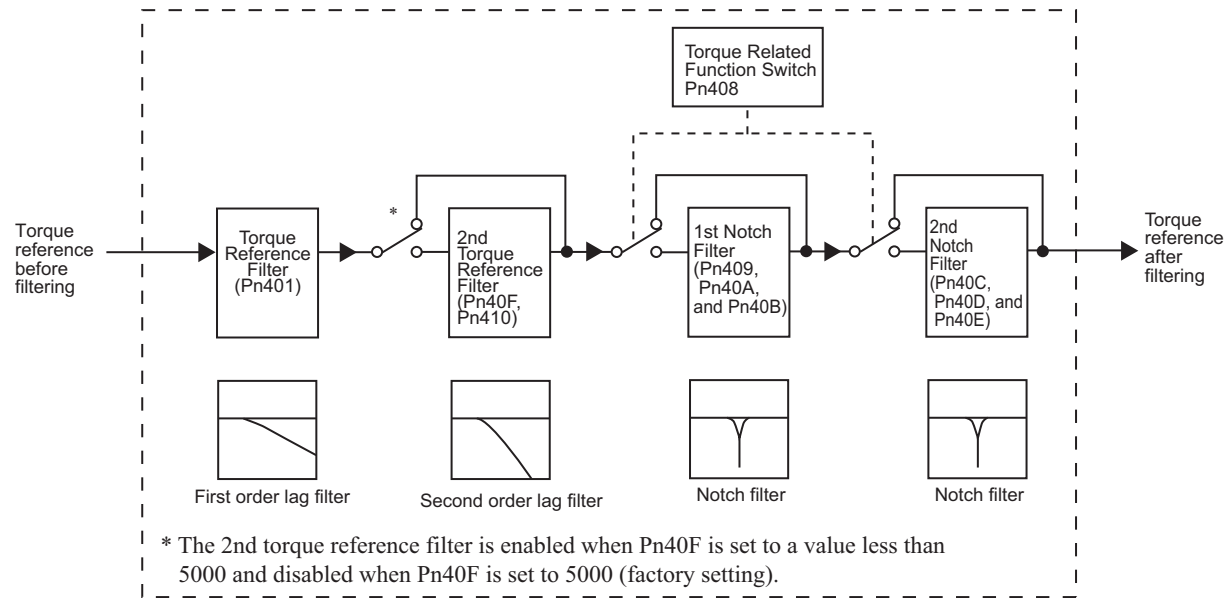 Torque Related
Function Switch
Pn408
Torque
reference
before
filtering
Torque
Reference
Filter
(Pn401)
*
2nd
Torque
Reference
Filter
(Pn40F,
Pn410)
1st Notch
Filter
(Pn409,
Pn40A,
and Pn40B)
2nd
Notch
Filter
(Pn40C,
Pn40D, and
Pn40E)
Torque
reference
after
filtering
First order lag filter
Second order lag filter
Notch filter
Notch filter
* The 2nd torque reference filter is enabled when Pn40F is set to a value less than
5000 and disabled when Pn40F is set to 5000 (factory setting).